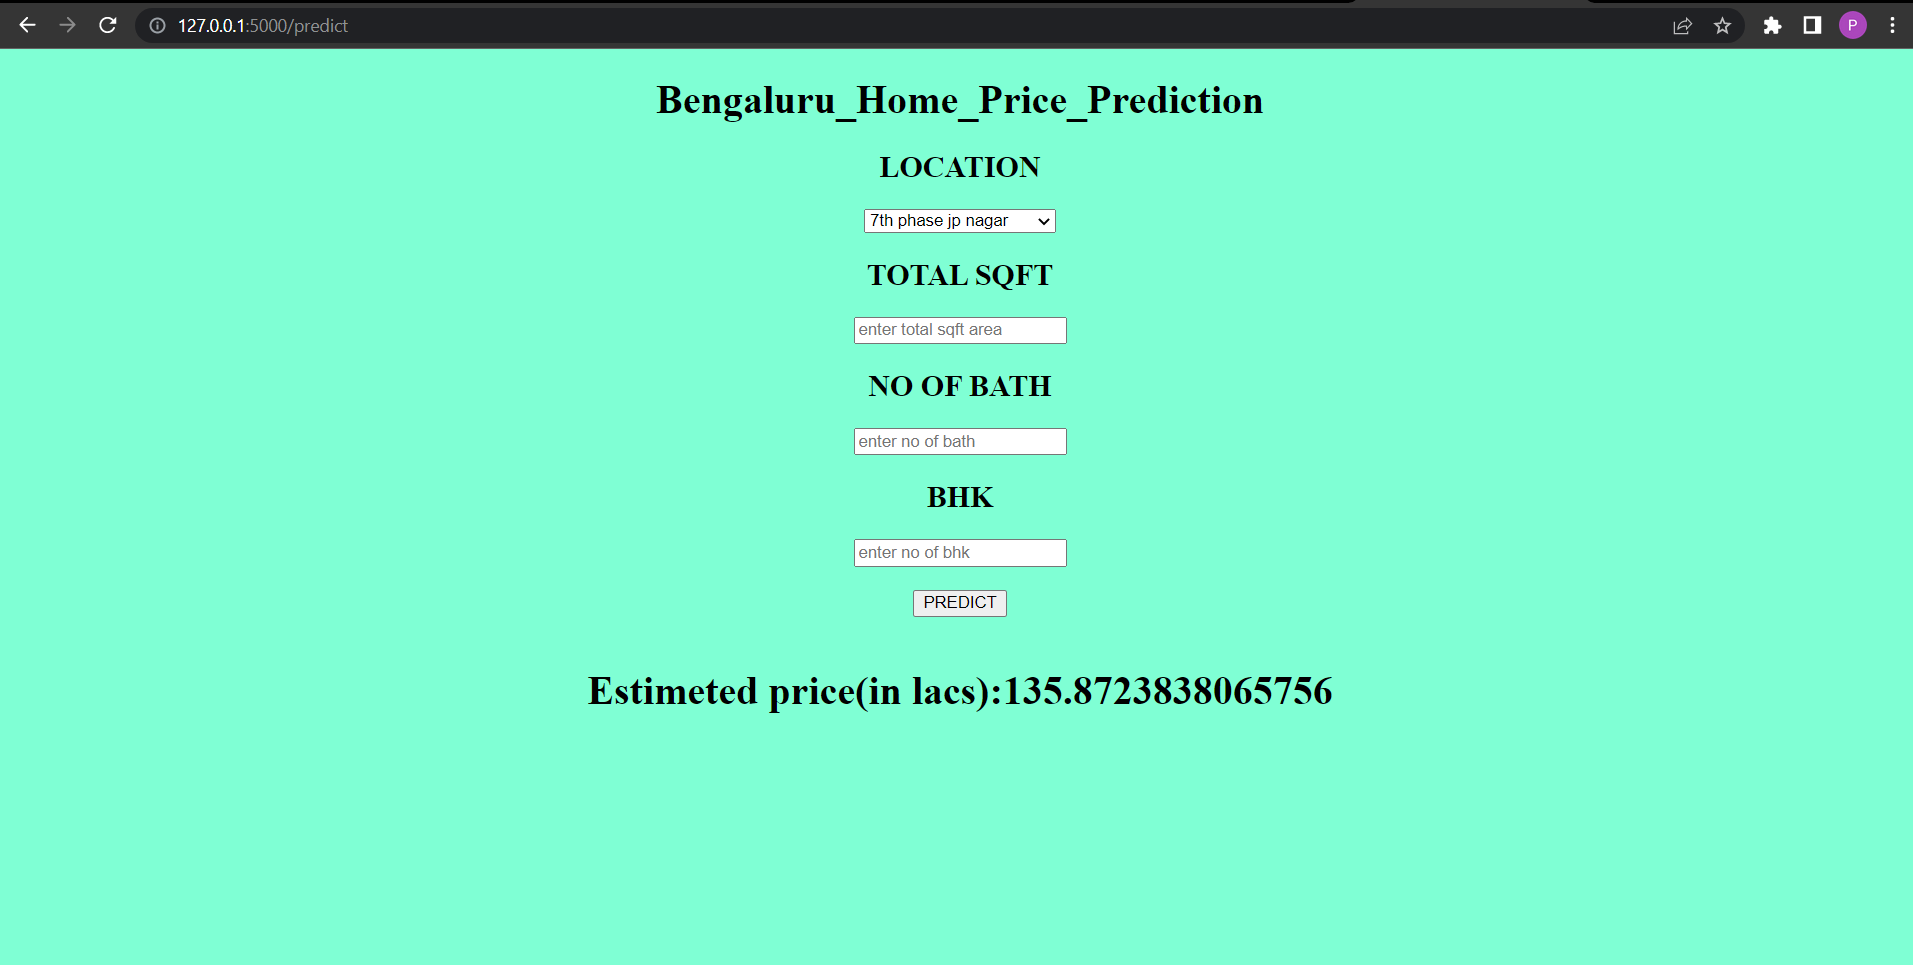 127.0.0.1:5000/predict
P
Bengaluru_Home_Price_Prediction
LOCATION
7th phase jp nagar
TOTAL SQFT
enter total sqft area
NO OF BATH
enter no of bath
BHK
enter no of bhk
PREDICT
Estimeted price(in lacs):135.8723838065756